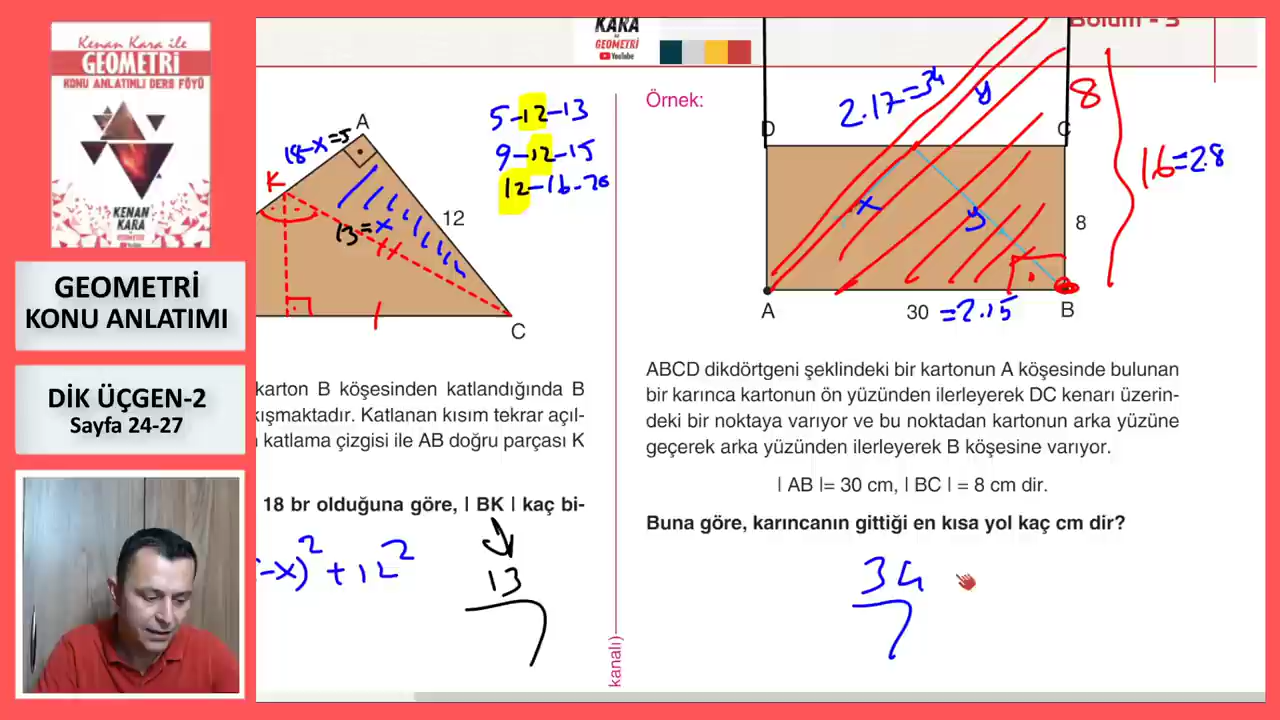 Kenan Kara ile
GEOMETRİ
KONU ANLATIMLI DERS FÖYÜ
KENAN
KARA
GEOMETRİ
KONU ANLATIMI
DİK ÜÇGEN-2
Sayfa 24-27
KARA
GEOMETRİ
YouTube
Bölüm - 3
5-12-13
9-12-15
12-16-20
A
18-x=5
K
12
13=x
C
karton B köşesinden katlandığında B
kışmaktadır. Katlanan kısım tekrar açıl-
n katlama çizgisi ile AB doğru parçası K
18 br olduğuna göre, | BK | kaç bi-
-x)² + 12²
13
kanalı)
Örnek:
2.17=34
y
8
D
C
16=2.8
x
y
8
A
30 =2.15
B
ABCD dikdörtgeni şeklindeki bir kartonun A köşesinde bulunan
bir karınca kartonun ön yüzünden ilerleyerek DC kenarı üzerin-
deki bir noktaya varıyor ve bu noktadan kartonun arka yüzüne
geçerek arka yüzünden ilerleyerek B köşesine varıyor.
| AB |= 30 cm, | BC | = 8 cm dir.
Buna göre, karıncanın gittiği en kısa yol kaç cm dir?
34